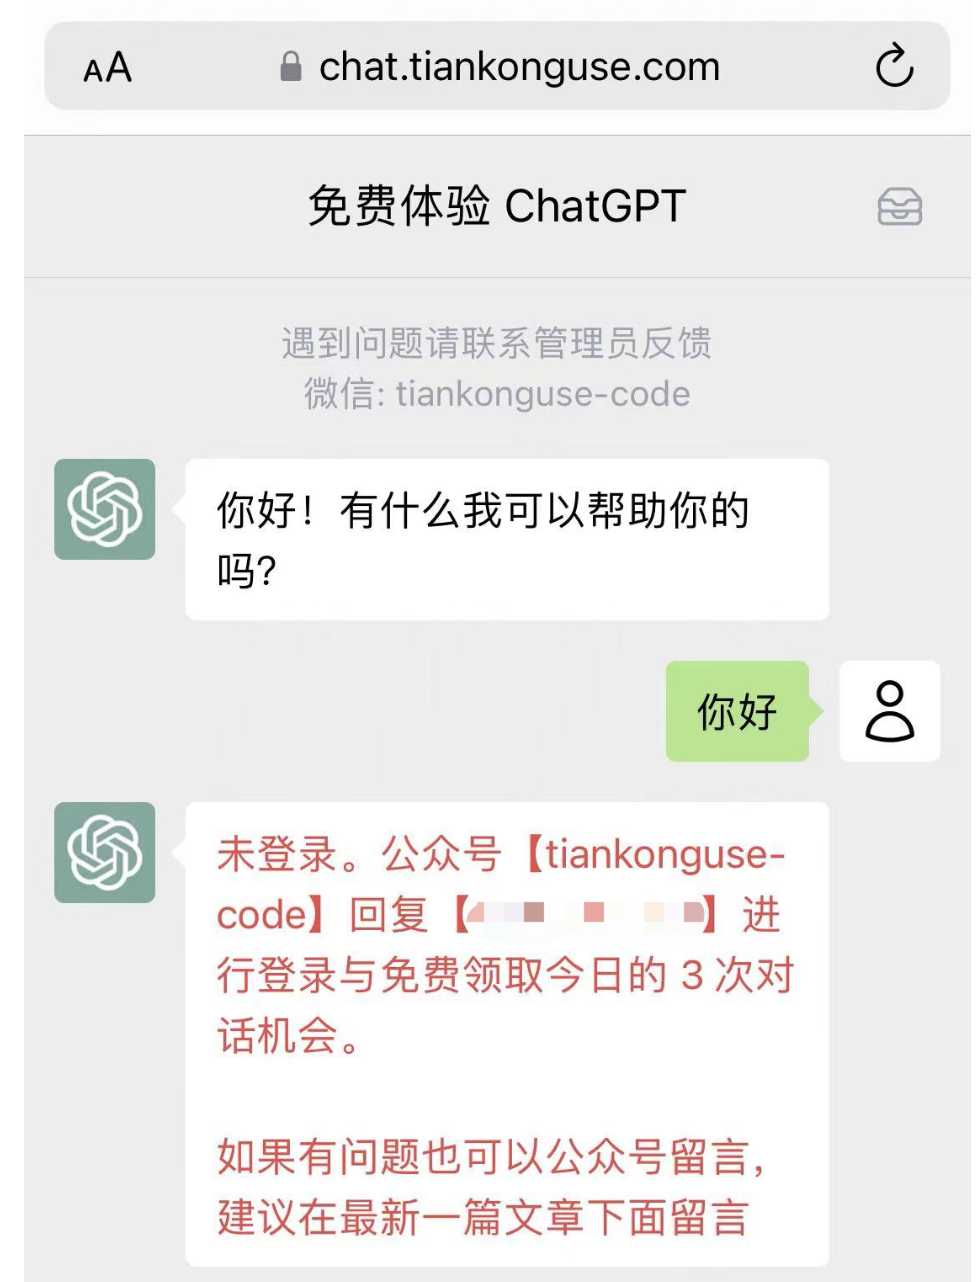 AA
chat.tiankonguse.com
免费体验 ChatGPT
遇到问题请联系管理员反馈
微信: tiankonguse-code
你好！有什么我可以帮助你的
吗?
你好
未登录。公众号【tiankonguse-
code】回复【】进
行登录与免费领取今日的 3 次对
话机会。
如果有问题也可以公众号留言，
建议在最新一篇文章下面留言